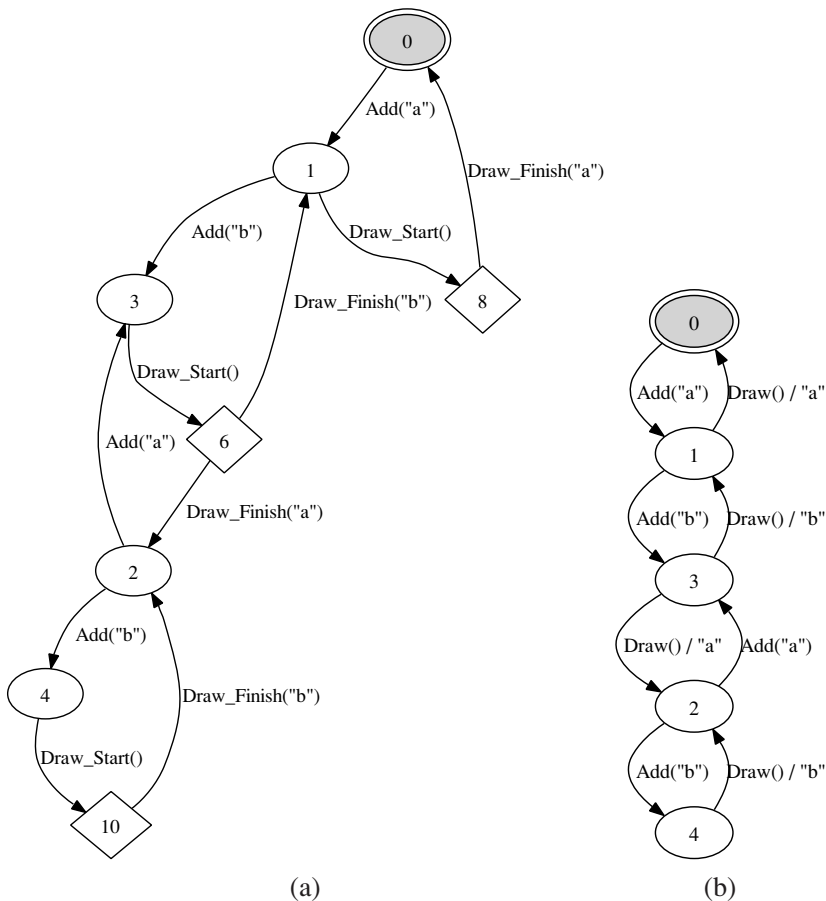 0
Add("a")
1
Draw_Finish("a")
Add("b")
Draw_Start()
3
Draw_Finish("b")
8
Draw_Start()
Add("a")
6
Draw_Finish("a")
2
Add("b")
4
Draw_Finish("b")
Draw_Start()
10
(a)
0
Add("a")
Draw() / "a"
1
Add("b")
Draw() / "b"
3
Draw() / "a"
Add("a")
2
Add("b")
Draw() / "b"
4
(b)